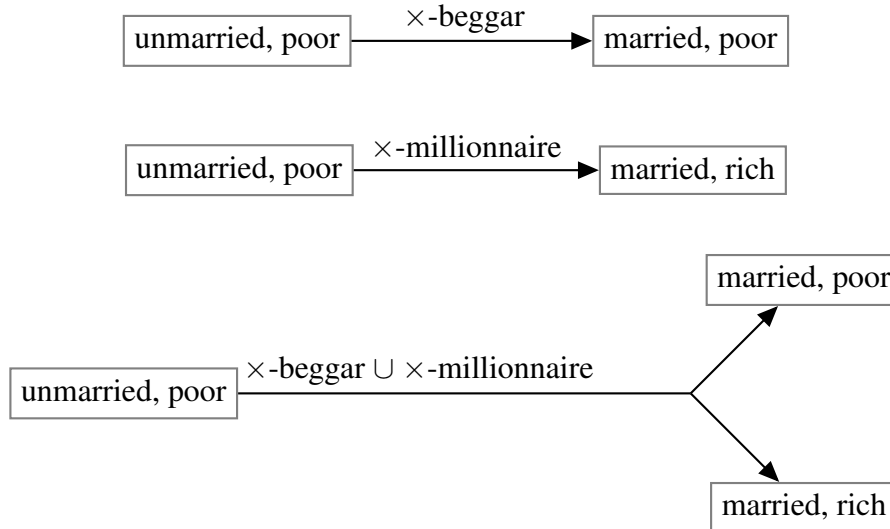 ×-beggar
unmarried, poor married, poor
×-millionnaire
unmarried, poor married, rich
married, poor
×-beggar ∪ ×-millionnaire
unmarried, poor
married, rich